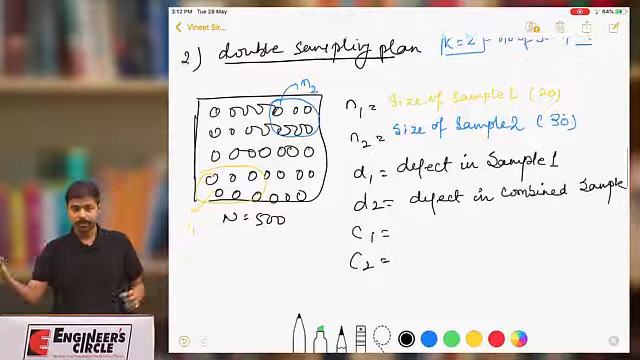 3:12 PM Tue 28 May
64%
Vineet Sir...
K=2
2) double sampling plan
n2
n1 = Size of Sample 1 (20)
n2 = Size of Sample 2 (30)
d1 = defect in Sample 1
d2 = defect in combined Sample
C1 =
C2 =
N = 500
n1
ENGINEER'S
CIRCLE